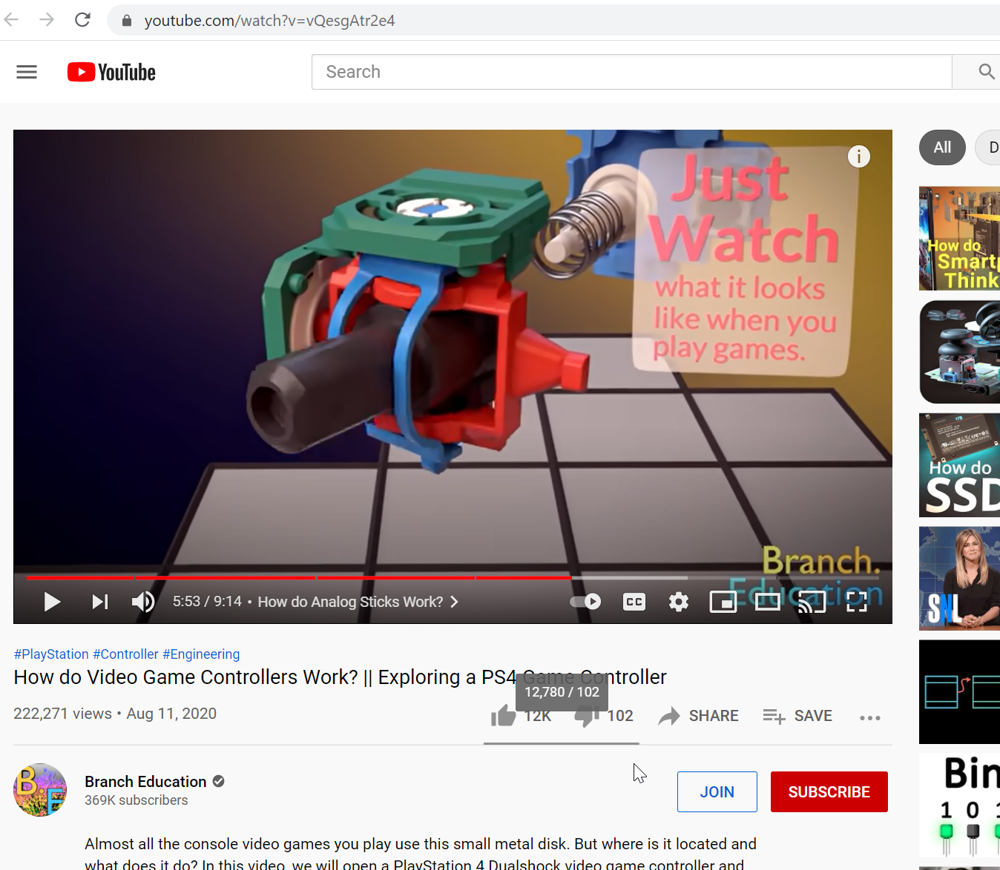 youtube.com/watch?v=vQesgAtr2e4
YouTube
Search
Just
Watch
what it looks
like when you
play games.
i
Branch.
Education
5:53 / 9:14 • How do Analog Sticks Work?
CC
#PlayStation #Controller #Engineering
How do Video Game Controllers Work? || Exploring a PS4 Game Controller
12,780 / 102
222,271 views • Aug 11, 2020
12K
102
SHARE
SAVE
B.E
Branch Education
369K subscribers
JOIN
SUBSCRIBE
Almost all the console video games you play use this small metal disk. But where is it located and
what does it do? In this video, we will open a PlayStation 4 Dualshock video game controller and
All
D
How do
Smart
Think
1TB
How do
SSD
SNL
Bin
1 0 1